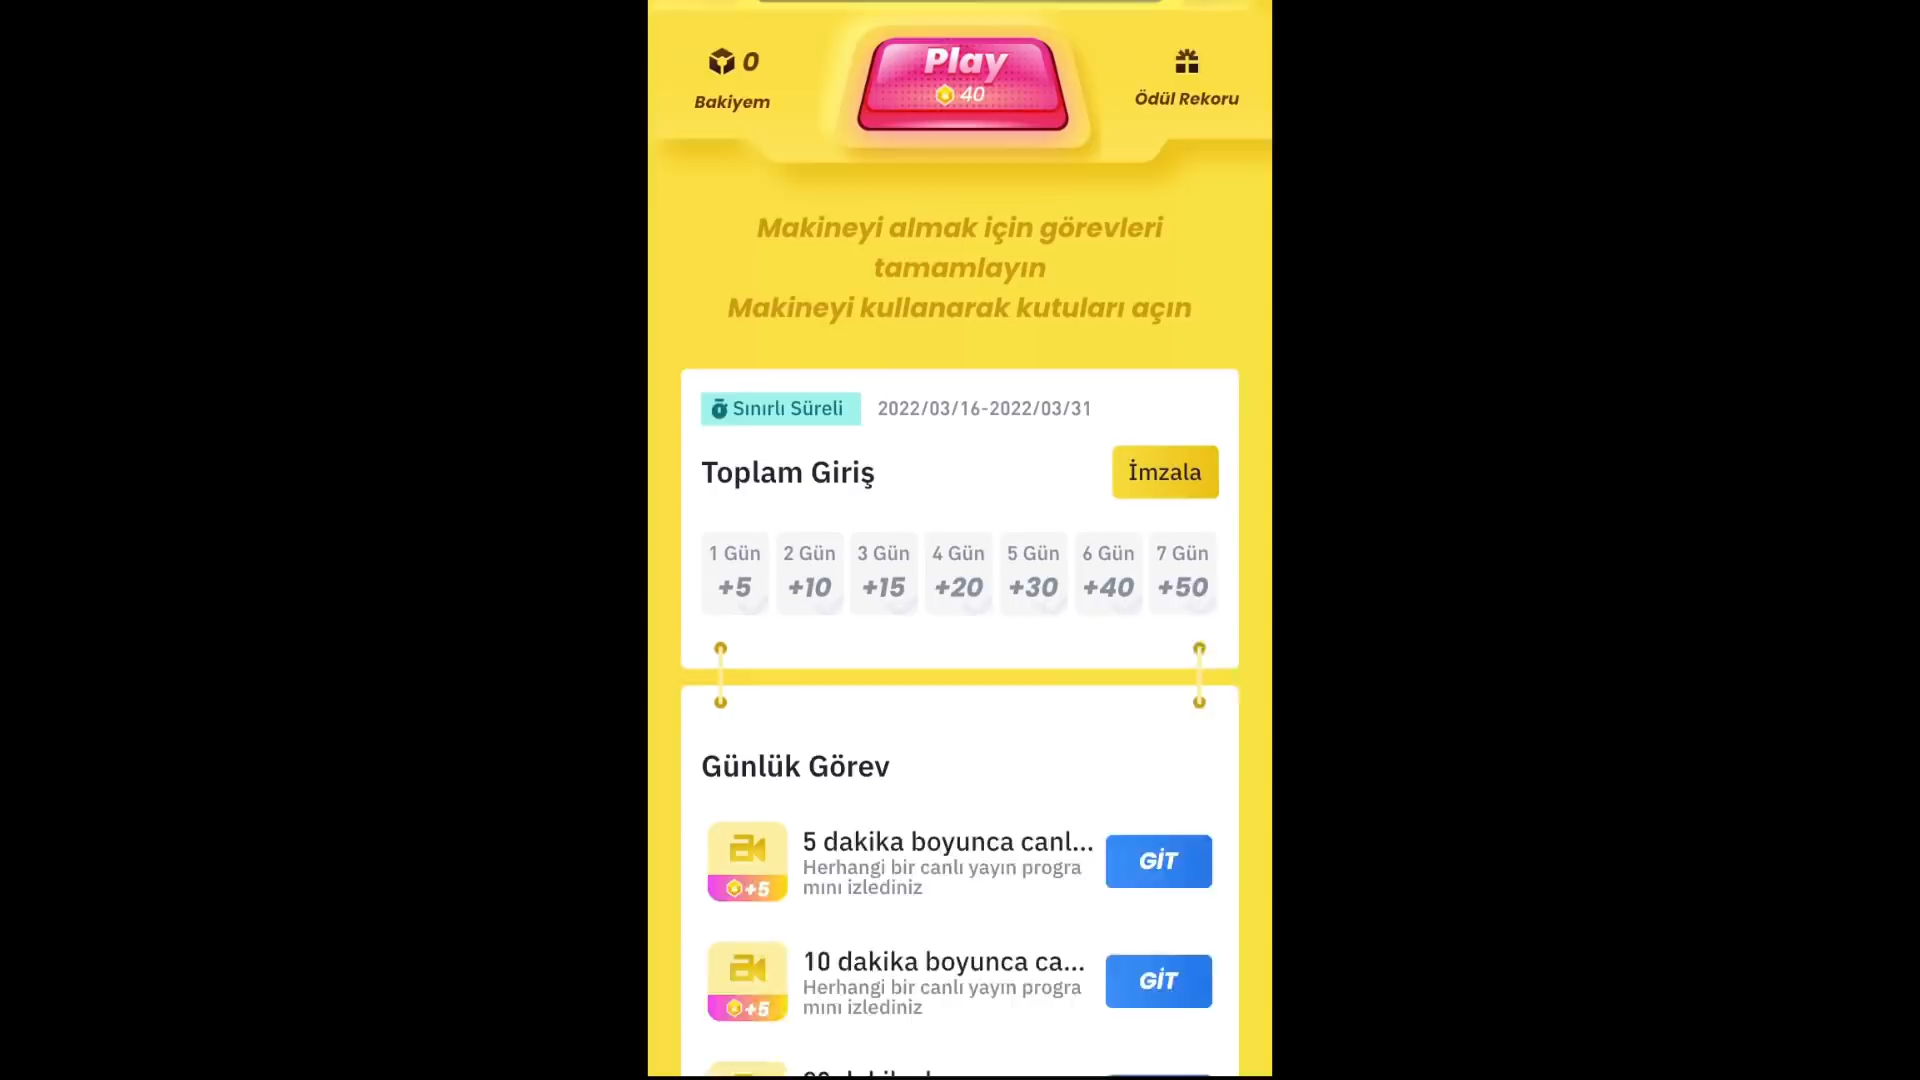 0
Bakiyem
Play
40
Ödül Rekoru
Makineyi almak için görevleri
tamamlayın
Makineyi kullanarak kutuları açın
Sınırlı Süreli 2022/03/16-2022/03/31
Toplam Giriş
İmzala
1 Gün 2 Gün 3 Gün 4 Gün 5 Gün 6 Gün 7 Gün
+5 +10 +15 +20 +30 +40 +50
Günlük Görev
5 dakika boyunca canl...
Herhangi bir canlı yayın progra
mını izlediniz
+5
GİT
10 dakika boyunca ca...
Herhangi bir canlı yayın progra
mını izlediniz
+5
GİT